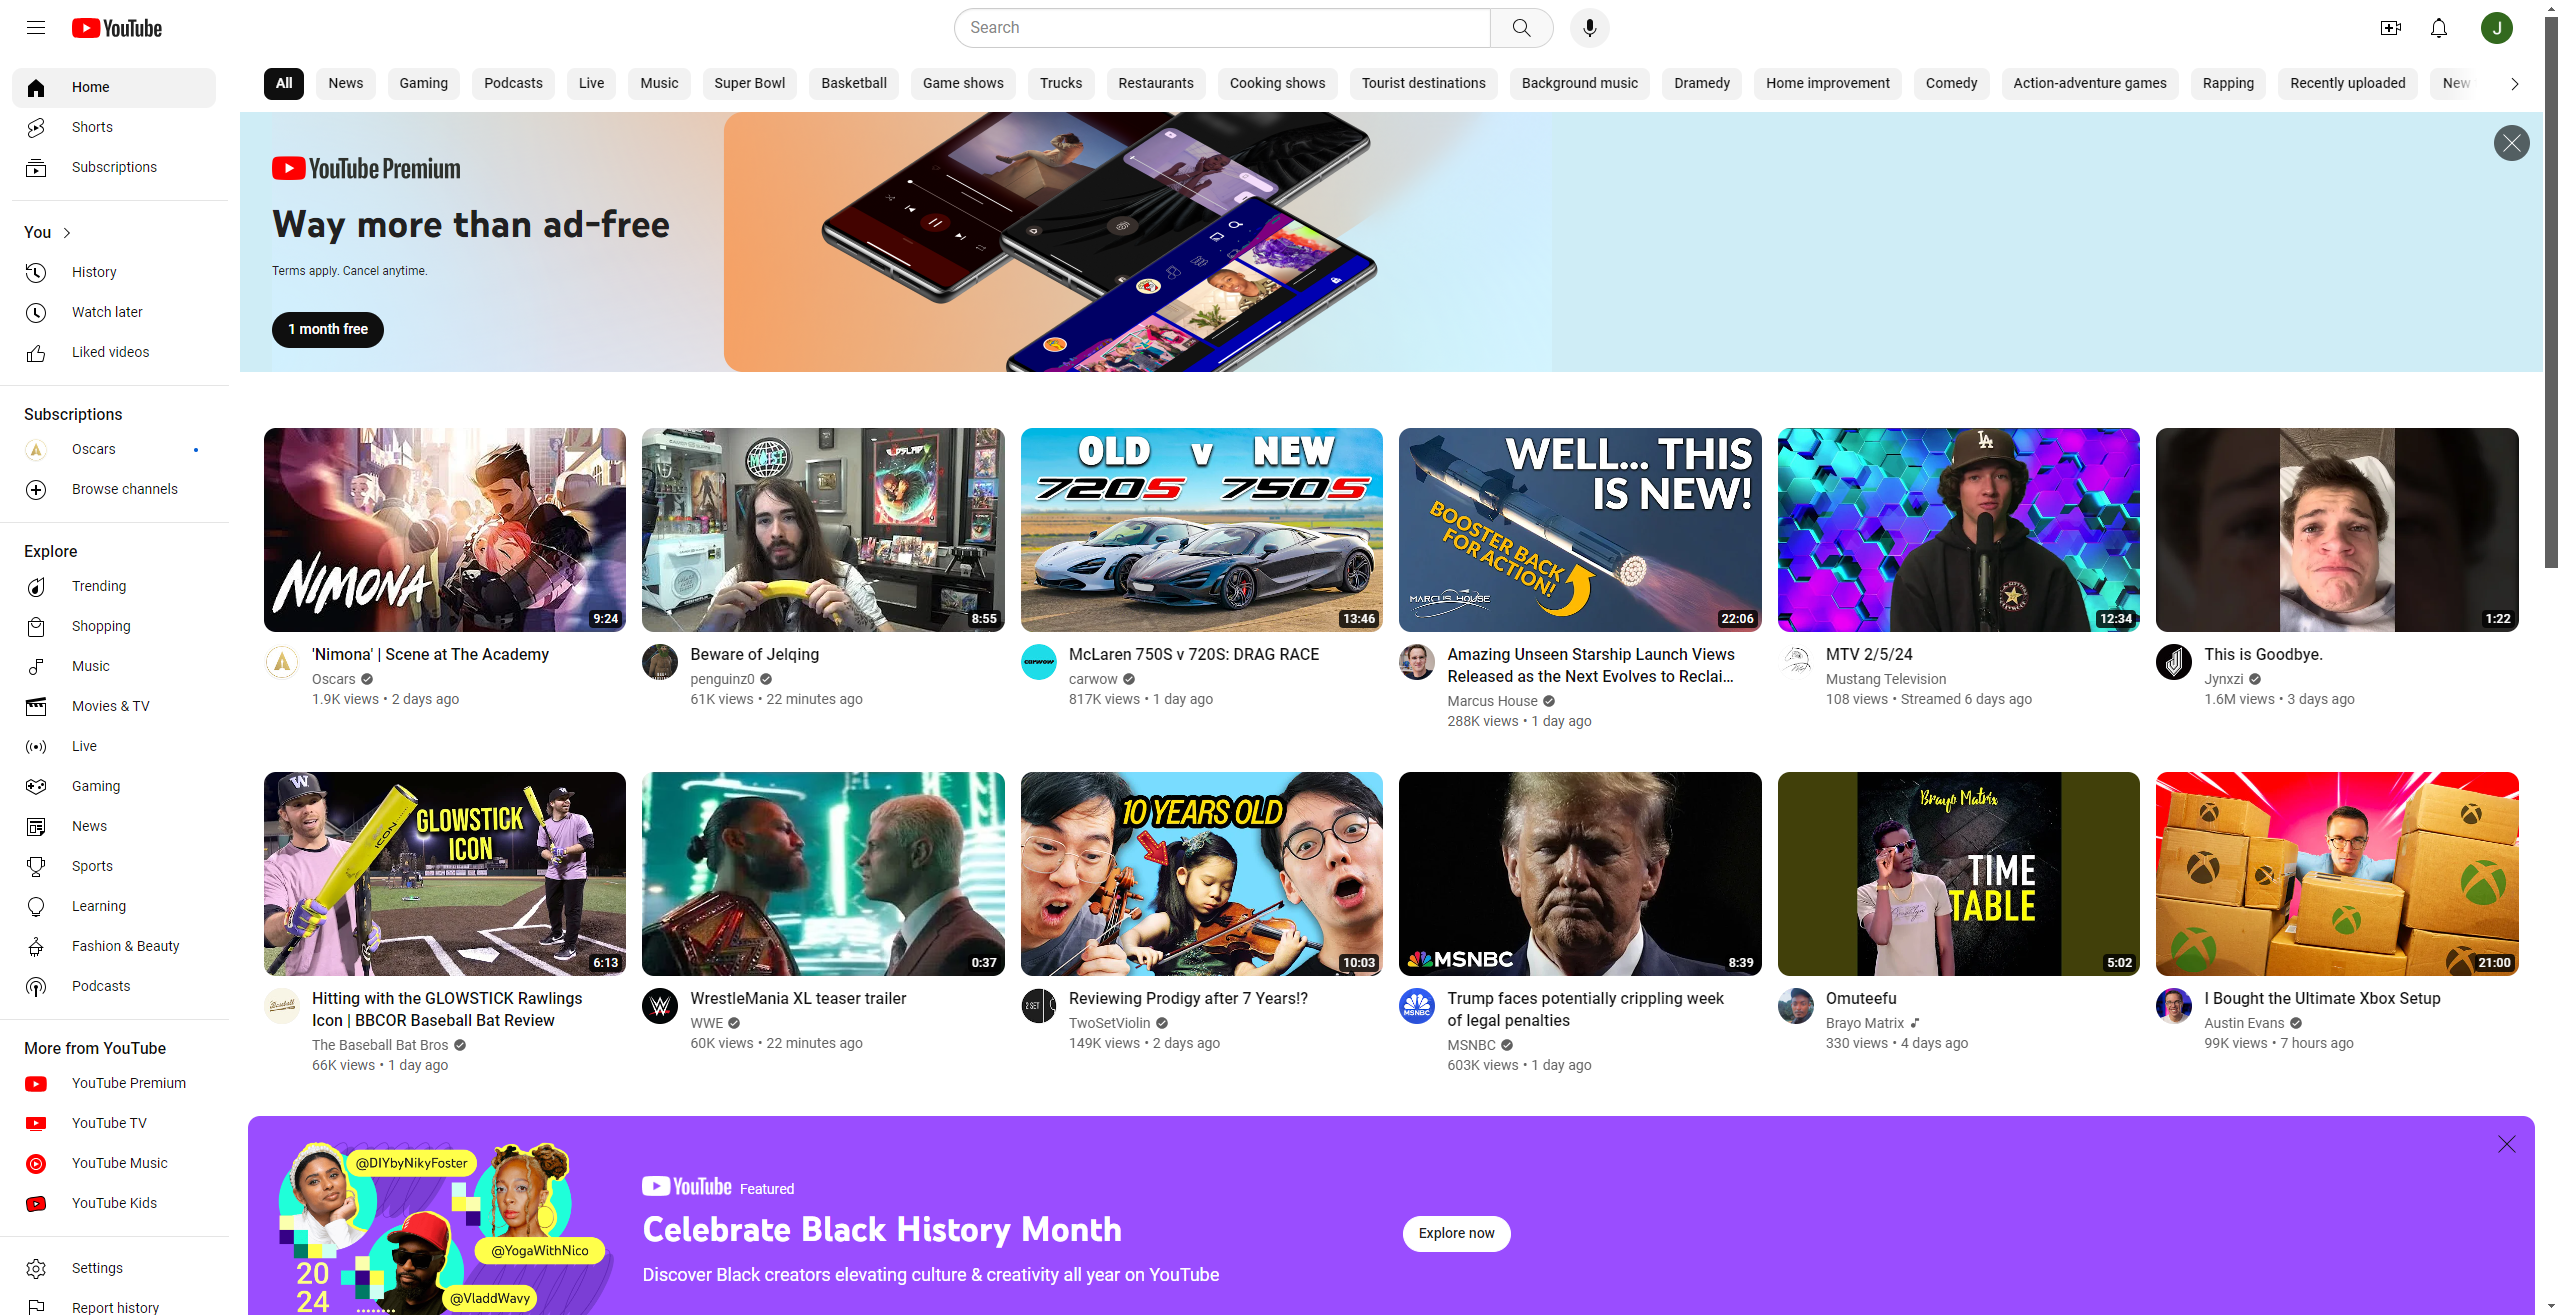 YouTube
Search
J
Home
Shorts
Subscriptions
You
History
Watch later
Liked videos
Subscriptions
Oscars
Browse channels
Explore
Trending
Shopping
Music
Movies & TV
Live
Gaming
News
Sports
Learning
Fashion & Beauty
Podcasts
More from YouTube
YouTube Premium
YouTube TV
YouTube Music
YouTube Kids
Settings
Report history
All
News
Gaming
Podcasts
Live
Music
Super Bowl
Basketball
Game shows
Trucks
Restaurants
Cooking shows
Tourist destinations
Background music
Dramedy
Home improvement
Comedy
Action-adventure games
Rapping
Recently uploaded
New
YouTube Premium
Way more than ad-free
Terms apply. Cancel anytime.
1 month free
NIMONA
9:24
'Nimona' | Scene at The Academy
Oscars
1.9K views • 2 days ago
MOIST
8:55
Beware of Jelqing
penguinz0
61K views • 22 minutes ago
OLD v NEW
720S 750S
13:46
carwow
McLaren 750S v 720S: DRAG RACE
carwow
817K views • 1 day ago
WELL... THIS
IS NEW!
BOOSTER BACK
FOR ACTION!
MARCUS HOUSE
22:06
Amazing Unseen Starship Launch Views
Released as the Next Evolves to Reclai...
Marcus House
288K views • 1 day ago
LA
12:34
MTV 2/5/24
Mustang Television
108 views • Streamed 6 days ago
1:22
This is Goodbye.
Jynxzi
1.6M views • 3 days ago
W
ICON
GLOWSTICK
ICON
6:13
Baseball
Hitting with the GLOWSTICK Rawlings
Icon | BBCOR Baseball Bat Review
The Baseball Bat Bros
66K views • 1 day ago
0:37
W
WrestleMania XL teaser trailer
WWE
60K views • 22 minutes ago
10 YEARS OLD
10:03
2 SET
Reviewing Prodigy after 7 Years!?
TwoSetViolin
149K views • 2 days ago
MSNBC
8:39
MSNBC
Trump faces potentially crippling week
of legal penalties
MSNBC
603K views • 1 day ago
Brayo Matrix
TIME
TABLE
5:02
Omuteefu
Brayo Matrix
330 views • 4 days ago
21:00
I Bought the Ultimate Xbox Setup
Austin Evans
99K views • 7 hours ago
@DIYbyNikyFoster
@YogaWithNico
@VladdWavy
20
24
YouTube Featured
Celebrate Black History Month
Discover Black creators elevating culture & creativity all year on YouTube
Explore now